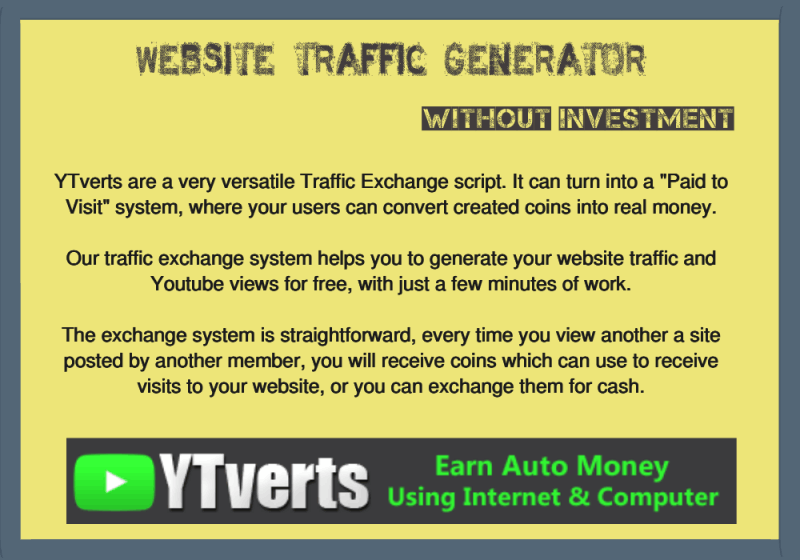 WEBSITE TRAFFIC GENERATOR
WITHOUT INVESTMENT
YTverts are a very versatile Traffic Exchange script. It can turn into a "Paid to
Visit" system, where your users can convert created coins into real money.
Our traffic exchange system helps you to generate your website traffic and
Youtube views for free, with just a few minutes of work.
The exchange system is straightforward, every time you view another a site
posted by another member, you will receive coins which can use to receive
visits to your website, or you can exchange them for cash.
YTverts
Earn Auto Money
Using Internet & Computer